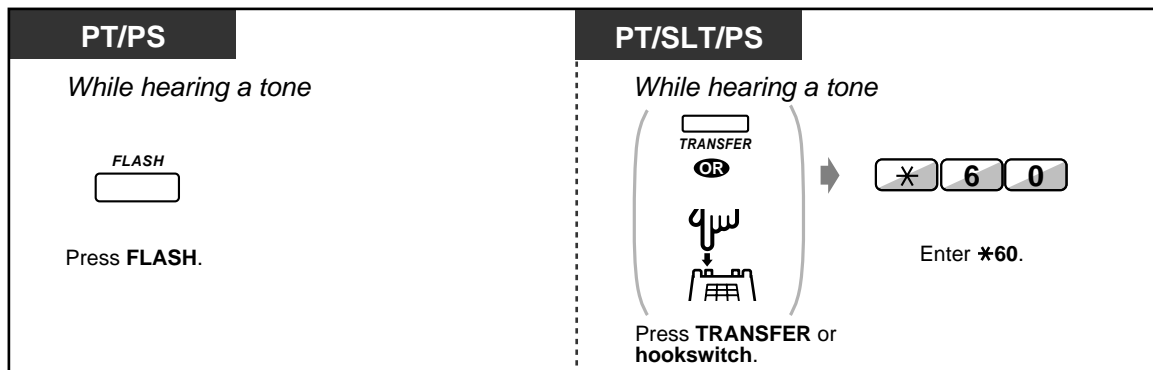 PT/PS
While hearing a tone
FLASH
Press FLASH.
PT/SLT/PS
While hearing a tone
TRANSFER
OR
* 6 0
Press TRANSFER or
hookswitch.
Enter *60.